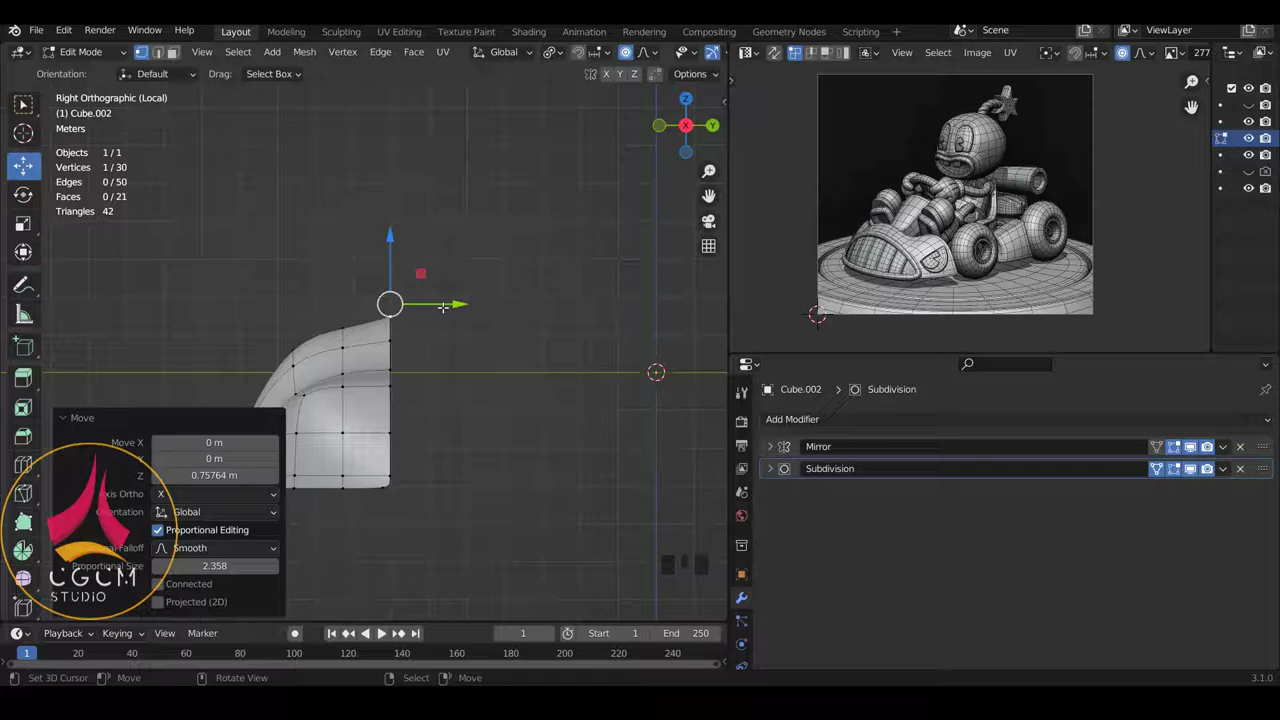 File Edit Render Window Help Layout Modeling Sculpting UV Editing Texture Paint Shading Animation Rendering Compositing Geometry Nodes Scripting Scene ViewLayer
Edit Mode View Select Add Mesh Vertex Edge Face UV Global View Select Image UV 277
Orientation: Default Drag: Select Box X Y Z Options
Right Orthographic (Local)
(1) Cube.002
Meters
Objects 1 / 1
Vertices 1 / 30
Edges 0 / 50
Faces 0 / 21
Triangles 42
Z
X
Y
Move
Move X 0 m
Y 0 m
Z 0.75764 m
Axis Ortho X
Orientation Global
Proportional Editing
Falloff Smooth
Proportional Size 2.358
Connected
Projected (2D)
CGCM
STUDIO
Cube.002 Subdivision
Add Modifier
Mirror
Subdivision
Playback Keying View Marker 1 Start 1 End 250
1 20 40 60 80 100 120 140 160 180 200 220 240
Set 3D Cursor Move Rotate View Select Move 3.1.0